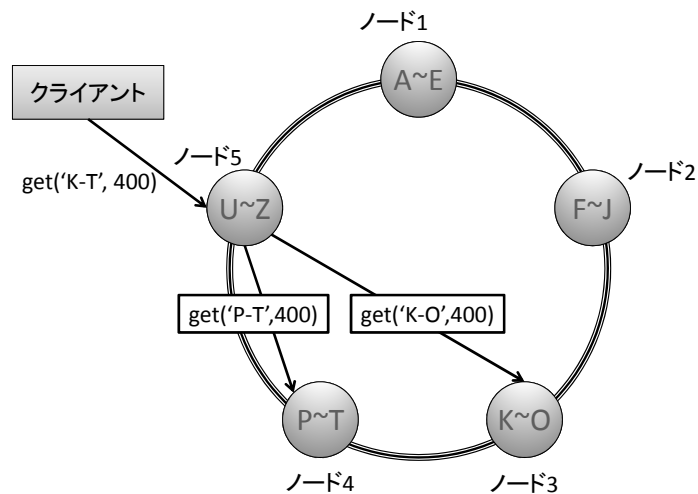 ノード1
A~E
クライアント
ノード5
ノード2
get(‘K-T’, 400)
U~Z
F~J
get(‘P-T’,400)
get(‘K-O’,400)
P~T
K~O
ノード4
ノード3